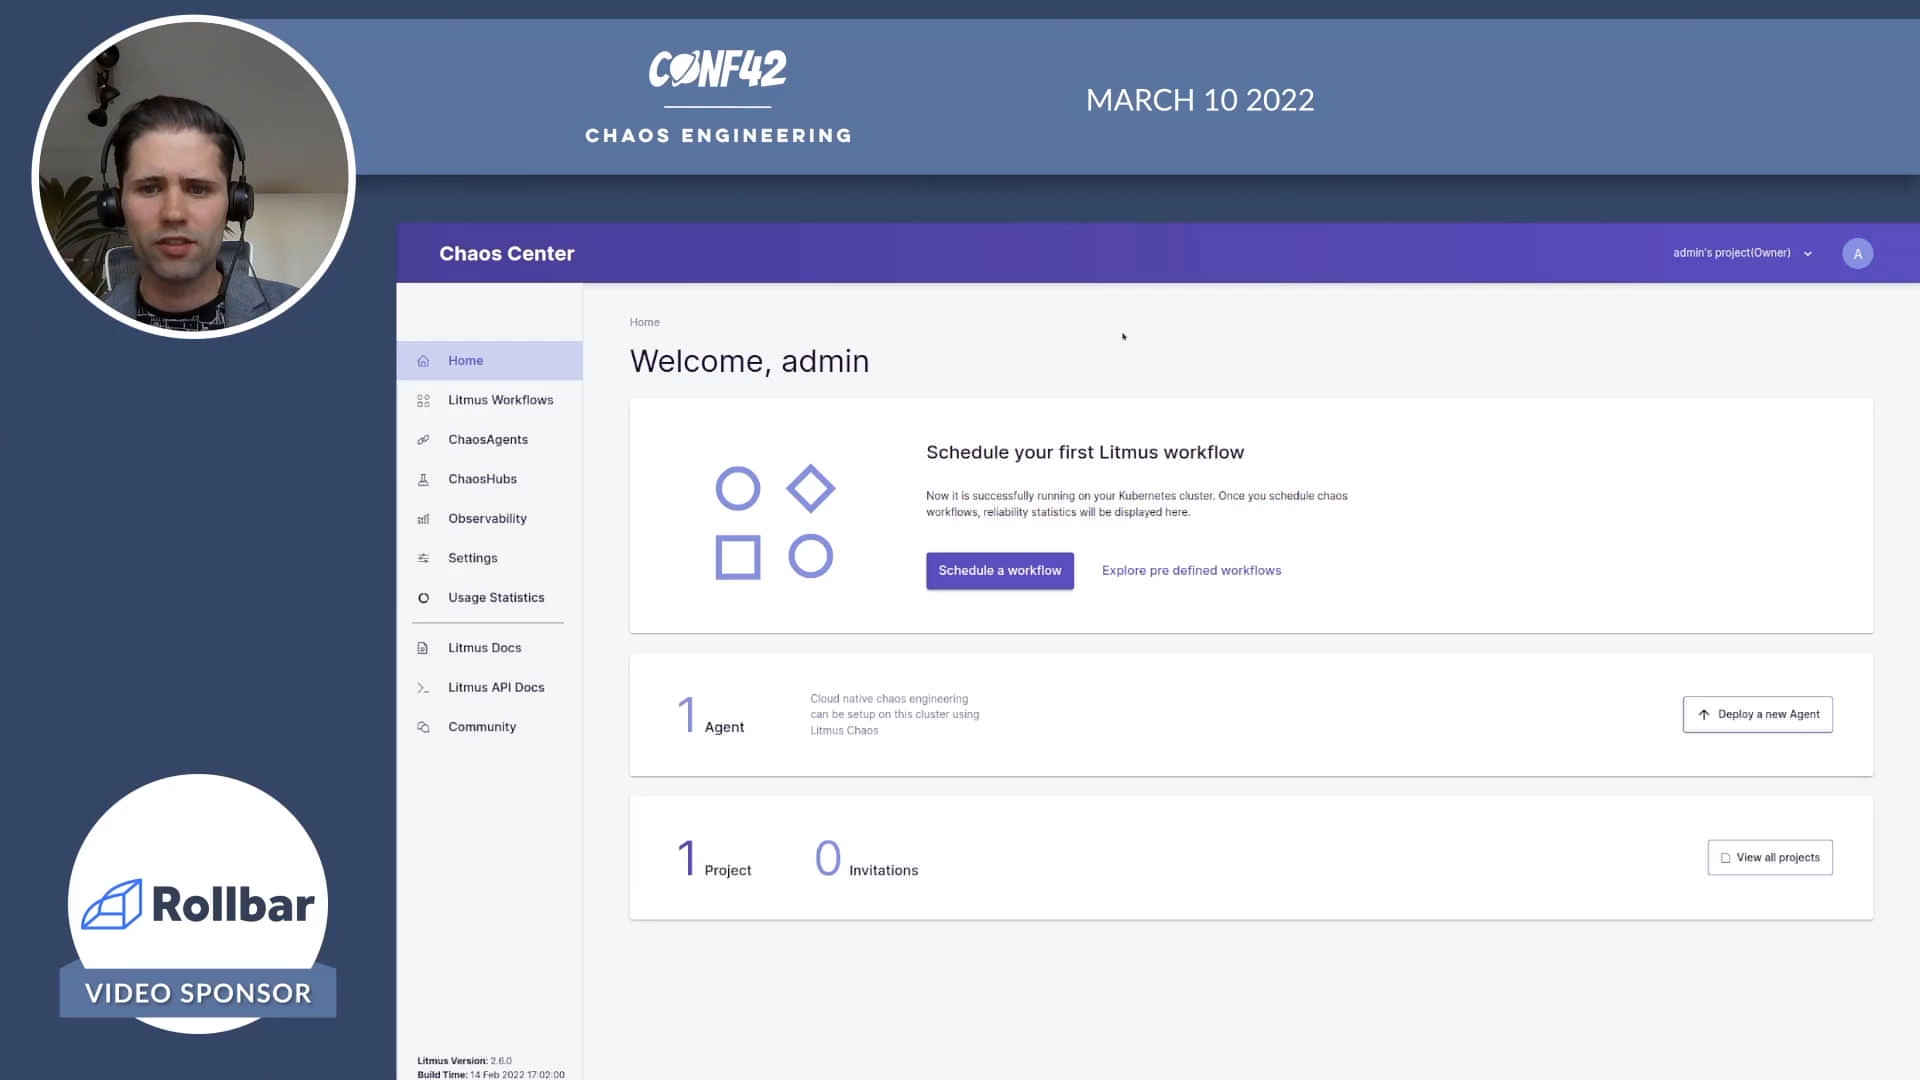 CONF42
CHAOS ENGINEERING
MARCH 10 2022
Chaos Center
admin's project(Owner)
A
Home
Litmus Workflows
ChaosAgents
ChaosHubs
Observability
Settings
Usage Statistics
Litmus Docs
Litmus API Docs
Community
Litmus Version: 2.6.0
Build Time: 14 Feb 2022 17:02:00
Home
Welcome, admin
Schedule your first Litmus workflow
Now it is successfully running on your Kubernetes cluster. Once you schedule chaos
workflows, reliability statistics will be displayed here.
Schedule a workflow
Explore pre defined workflows
1 Agent
Cloud native chaos engineering
can be setup on this cluster using
Litmus Chaos
Deploy a new Agent
1 Project
0 Invitations
View all projects
Rollbar
VIDEO SPONSOR